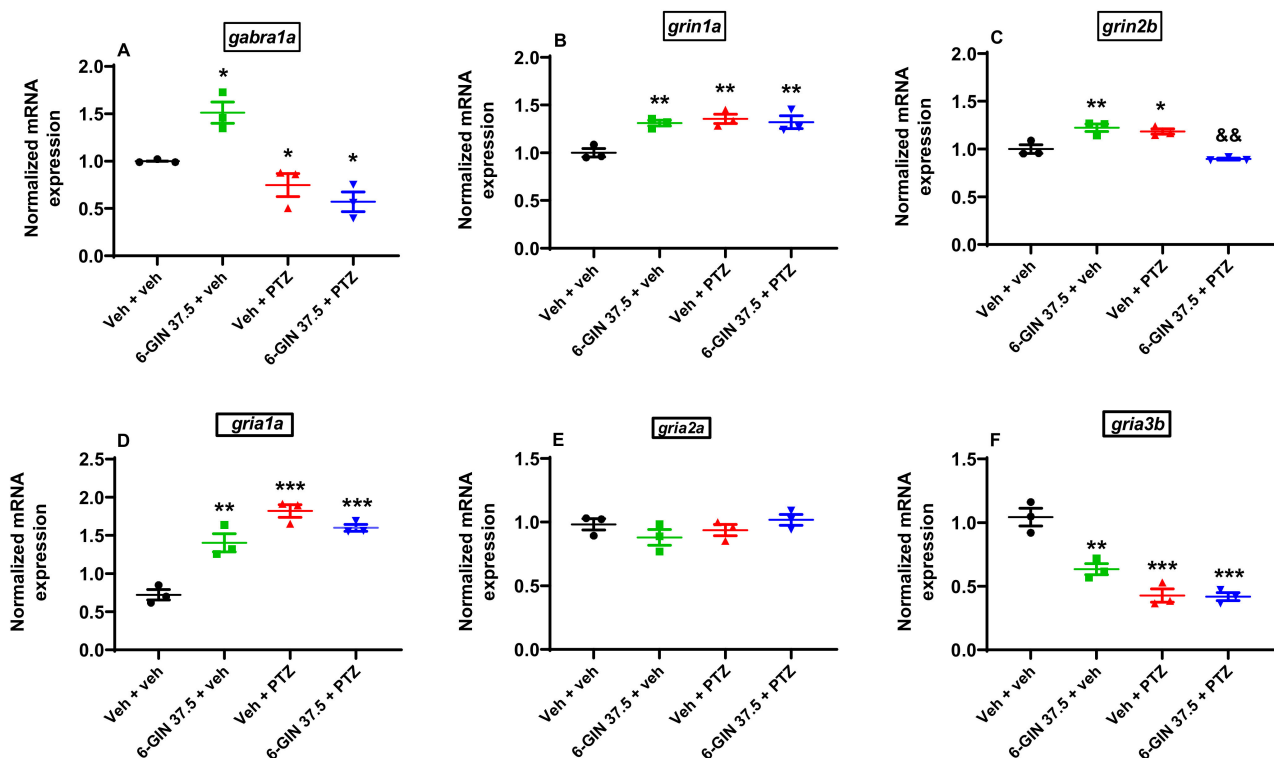 A
gabra1a
Normalized mRNA
expression
2.0
1.5
1.0
0.5
0.0
*
*
*
Veh + veh
6-GIN 37.5 + veh
Veh + PTZ
6-GIN 37.5 + PTZ
B
grin1a
Normalized mRNA
expression
2.0
1.5
1.0
0.5
0.0
**
**
**
Veh + veh
6-GIN 37.5 + veh
Veh + PTZ
6-GIN 37.5 + PTZ
C
grin2b
Normalized mRNA
expression
2.0
1.5
1.0
0.5
0.0
**
*
&&
Veh + veh
6-GIN 37.5 + veh
Veh + PTZ
6-GIN 37.5 + PTZ
D
gria1a
Normalized mRNA
expression
2.5
2.0
1.5
1.0
0.5
0.0
**
***
***
Veh + veh
6-GIN 37.5 + veh
Veh + PTZ
6-GIN 37.5 + PTZ
E
gria2a
Normalized mRNA
expression
1.5
1.0
0.5
0.0
Veh + veh
6-GIN 37.5 + veh
Veh + PTZ
6-GIN 37.5 + PTZ
F
gria3b
Normalized mRNA
expression
1.5
1.0
0.5
0.0
**
***
***
Veh + veh
6-GIN 37.5 + veh
Veh + PTZ
6-GIN 37.5 + PTZ